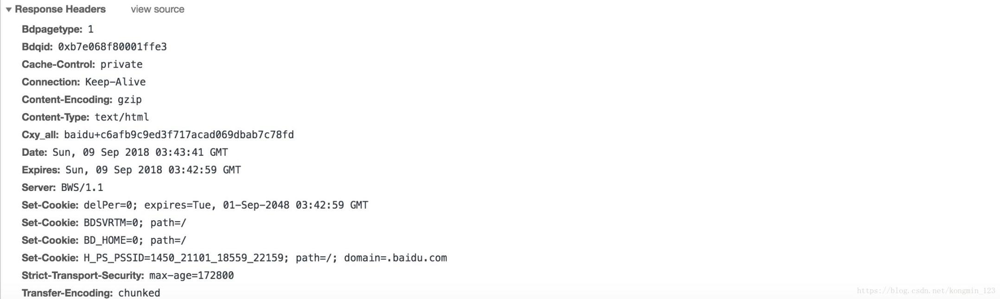 ▼ Response Headers view source
Bdpagetype: 1
Bdqid: 0xb7e068f80001ffe3
Cache-Control: private
Connection: Keep-Alive
Content-Encoding: gzip
Content-Type: text/html
Cxy_all: baidu+c6afb9c9ed3f717acad069dbab7c78fd
Date: Sun, 09 Sep 2018 03:43:41 GMT
Expires: Sun, 09 Sep 2018 03:42:59 GMT
Server: BWS/1.1
Set-Cookie: delPer=0; expires=Tue, 01-Sep-2048 03:42:59 GMT
Set-Cookie: BDSVRTM=0; path=/
Set-Cookie: BD_HOME=0; path=/
Set-Cookie: H_PS_PSSID=1450_21101_18559_22159; path=/; domain=.baidu.com
Strict-Transport-Security: max-age=172800
Transfer-Encoding: chunked
https://blog.csdn.net/kongmin_123